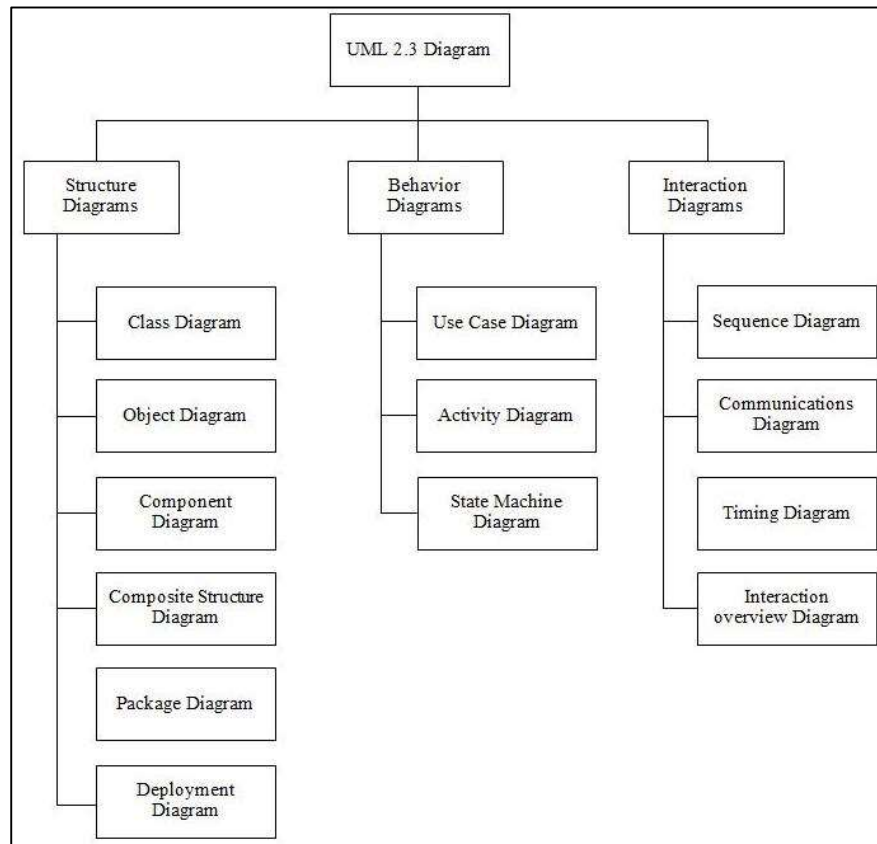 UML 2.3 Diagram
Structure
Diagrams
Behavior
Diagrams
Interaction
Diagrams
Class Diagram
Object Diagram
Component
Diagram
Composite Structure
Diagram
Package Diagram
Deployment
Diagram
Use Case Diagram
Activity Diagram
State Machine
Diagram
Sequence Diagram
Communications
Diagram
Timing Diagram
Interaction
overview Diagram